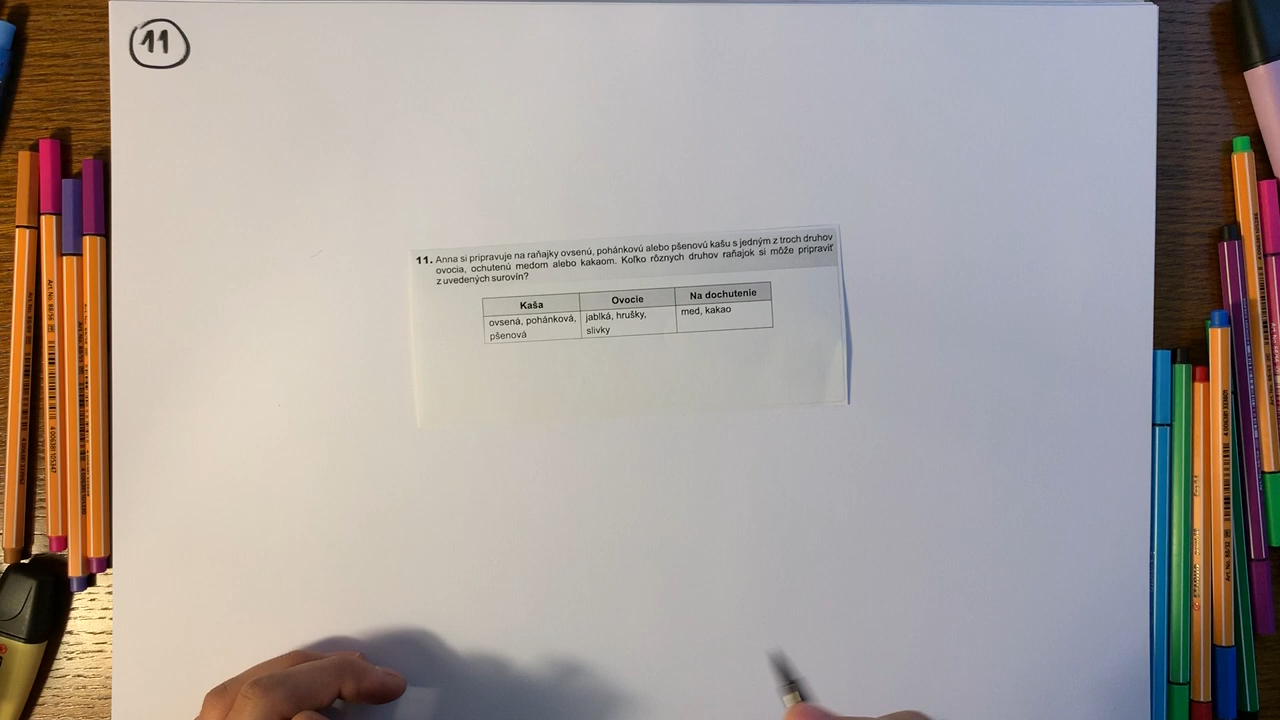 11
11. Anna si pripravuje na raňajky ovsenú, pohánkovú alebo pšenovú kašu s jedným z troch druhov
ovocia, ochutenú medom alebo kakaom. Koľko rôznych druhov raňajok si môže pripraviť
z uvedených surovín?
Kaša Ovocie Na dochutenie
ovsená, pohánková, jablká, hrušky, med, kakao
pšenová slivky